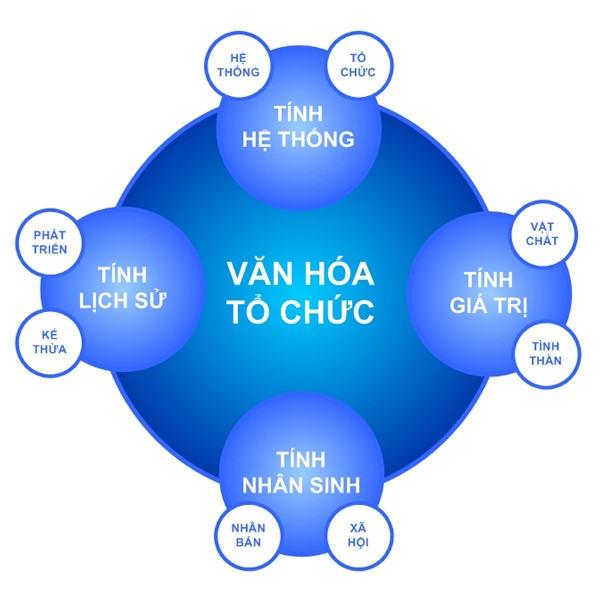 HỆ
THỐNG
TỔ
CHỨC
TÍNH
HỆ THỐNG
PHÁT
TRIỂN
TÍNH
LỊCH SỬ
KẾ
THỪA
VĂN HÓA
TỔ CHỨC
VẬT
CHẤT
TÍNH
GIÁ TRỊ
TÌNH
THẦN
TÍNH
NHÂN SINH
NHÂN
BẢN
XÃ
HỘI